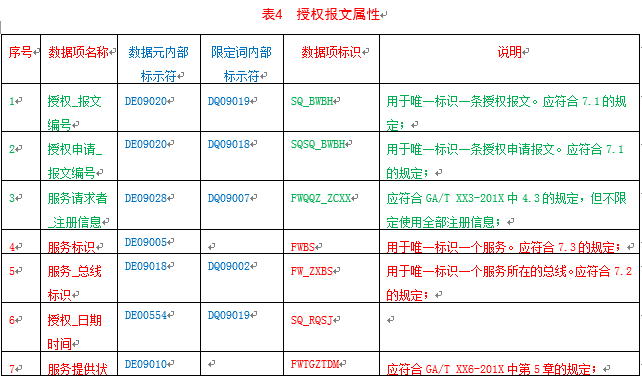 表4 授权报文属性
序号 数据项名称 数据元内部标示符 限定词内部标示符 数据项标识 说明
1 授权_报文编号 DE09020 DQ09019 SQ_BWBH 用于唯一标识一条授权报文。应符合7.1的规定；
2 授权申请_报文编号 DE09020 DQ09018 SQSQ_BWBH 用于唯一标识一条授权申请报文。应符合7.1的规定；
3 服务请求者_注册信息 DE09028 DQ09007 FWQQZ_ZCXX 应符合GA/T XX3-201X中4.3的规定，但不限定使用全部注册信息；
4 服务标识 DE09005 FWBS 用于唯一标识一个服务。应符合7.3的规定；
5 服务_总线标识 DE09018 DQ09002 FW_ZXBS 用于唯一标识一个服务所在的总线。应符合7.2的规定；
6 授权_日期时间 DE00554 DQ09019 SQ_RQSJ
7 服务提供状 DE09010 FWTGZTDM 应符合GA/T XX6-201X中第5章的规定；